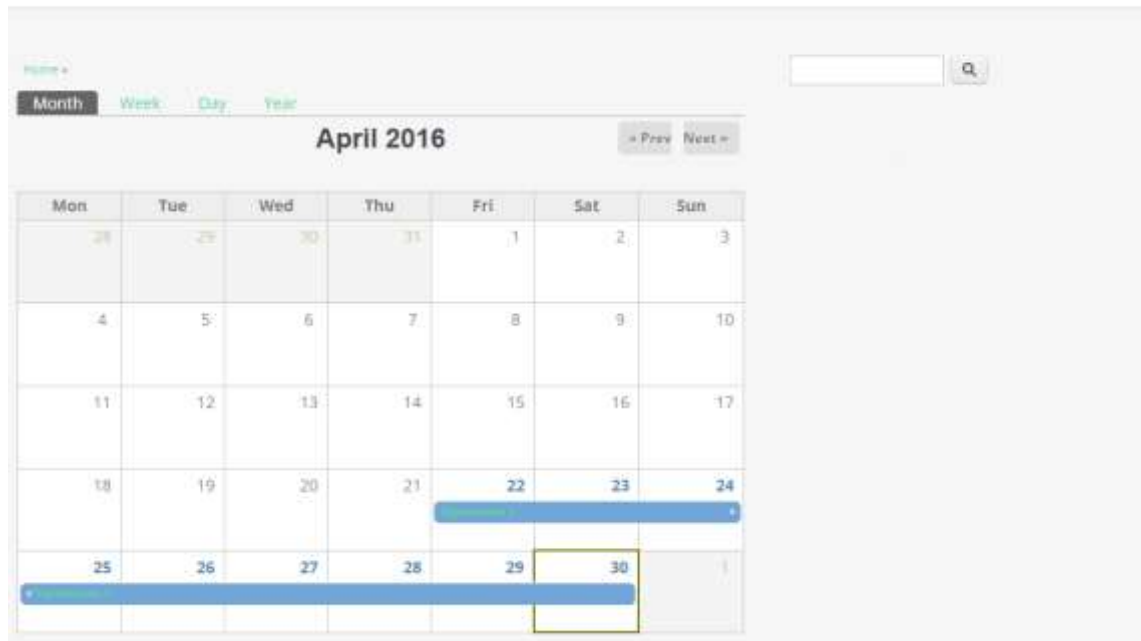 Home »
Month Week Day Year
April 2016
« Prev Next »
Mon Tue Wed Thu Fri Sat Sun
28 29 30 31 1 2 3
4 5 6 7 8 9 10
11 12 13 14 15 16 17
18 19 20 21 22 23 24
»
25 26 27 28 29 30 1
«